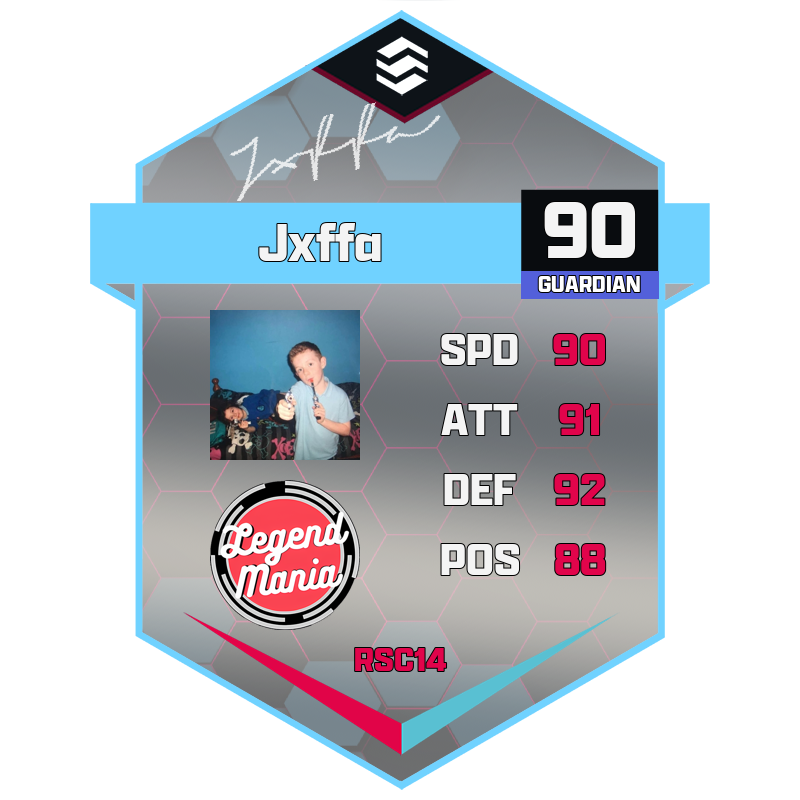 Jxffa
Jxffa
90
GUARDIAN
SPD 90
ATT 91
DEF 92
POS 88
Legend
Mania
RSC14